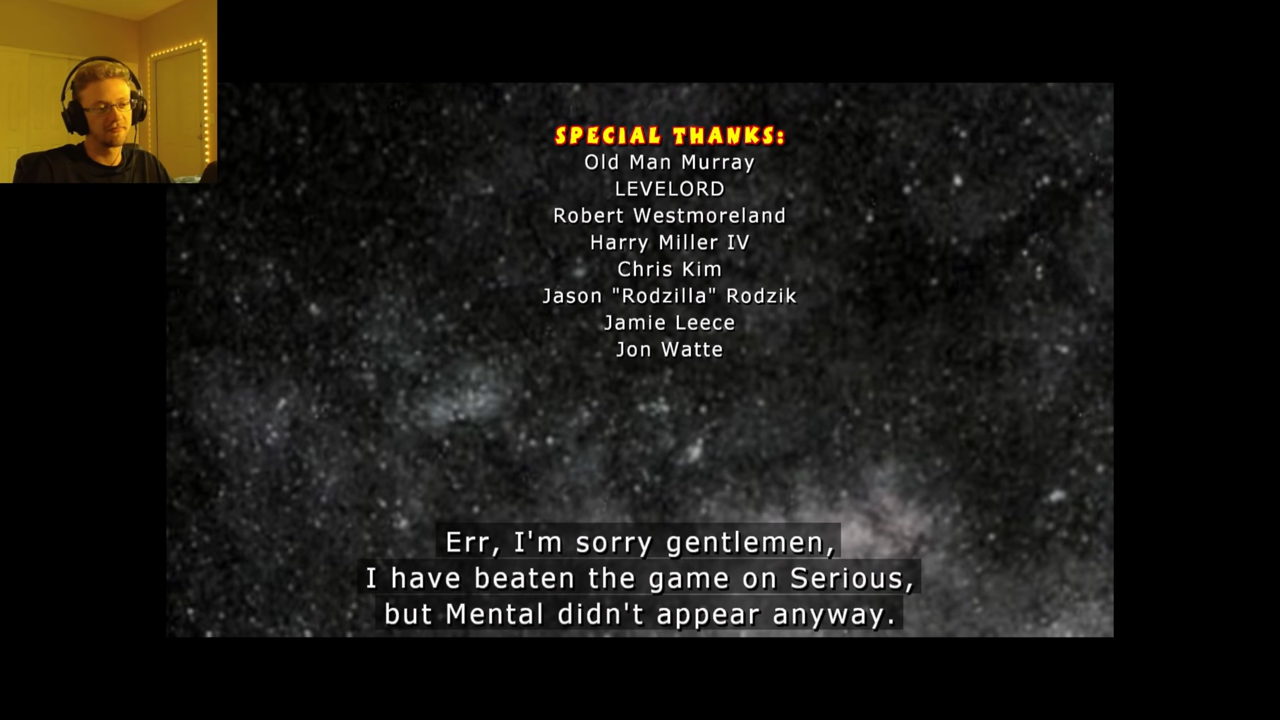 SPECIAL THANKS:
Old Man Murray
LEVELORD
Robert Westmoreland
Harry Miller IV
Chris Kim
Jason "Rodzilla" Rodzik
Jamie Leece
Jon Watte
Err, I'm sorry gentlemen,
I have beaten the game on Serious,
but Mental didn't appear anyway.